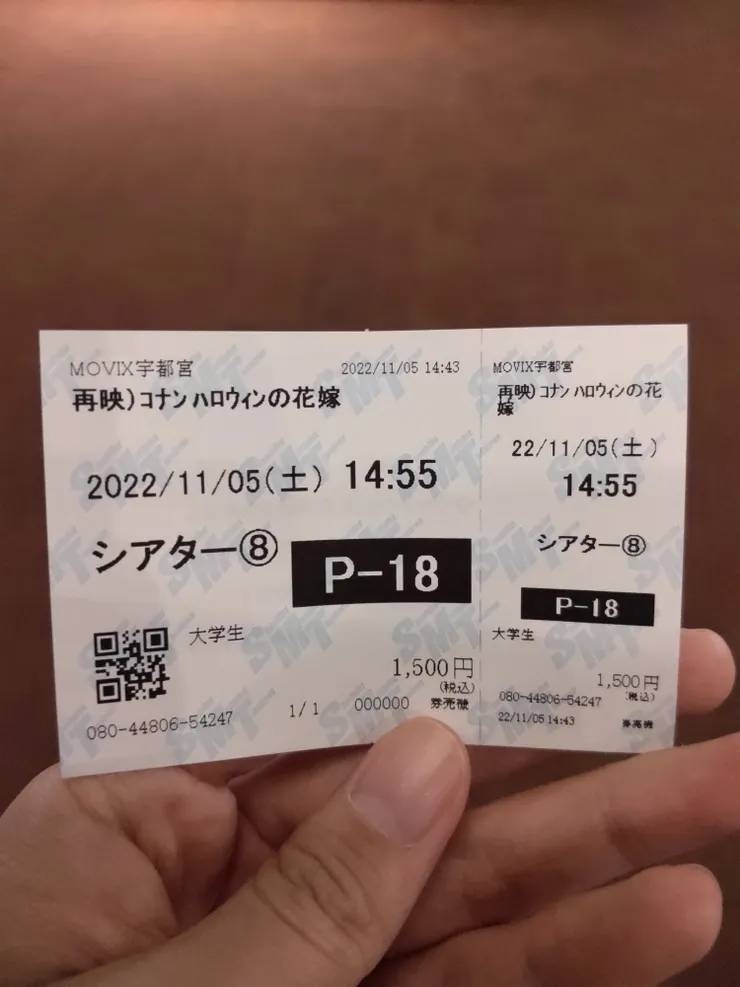 MOVIX宇都宮 2022/11/05 14:43
再映)コナン ハロウィンの花嫁
2022/11/05(土) 14:55
シアター⑧ P-18
大学生
1,500円
(税込)
080-44806-54247 1/1 000000 券売機
MOVIX宇都宮
再映)コナン ハロウィンの花
嫁
22/11/05(土)
14:55
シアター⑧
P-18
大学生
1,500円
(税込)
080-44806-54247
22/11/05 14:43 券売機
SMT